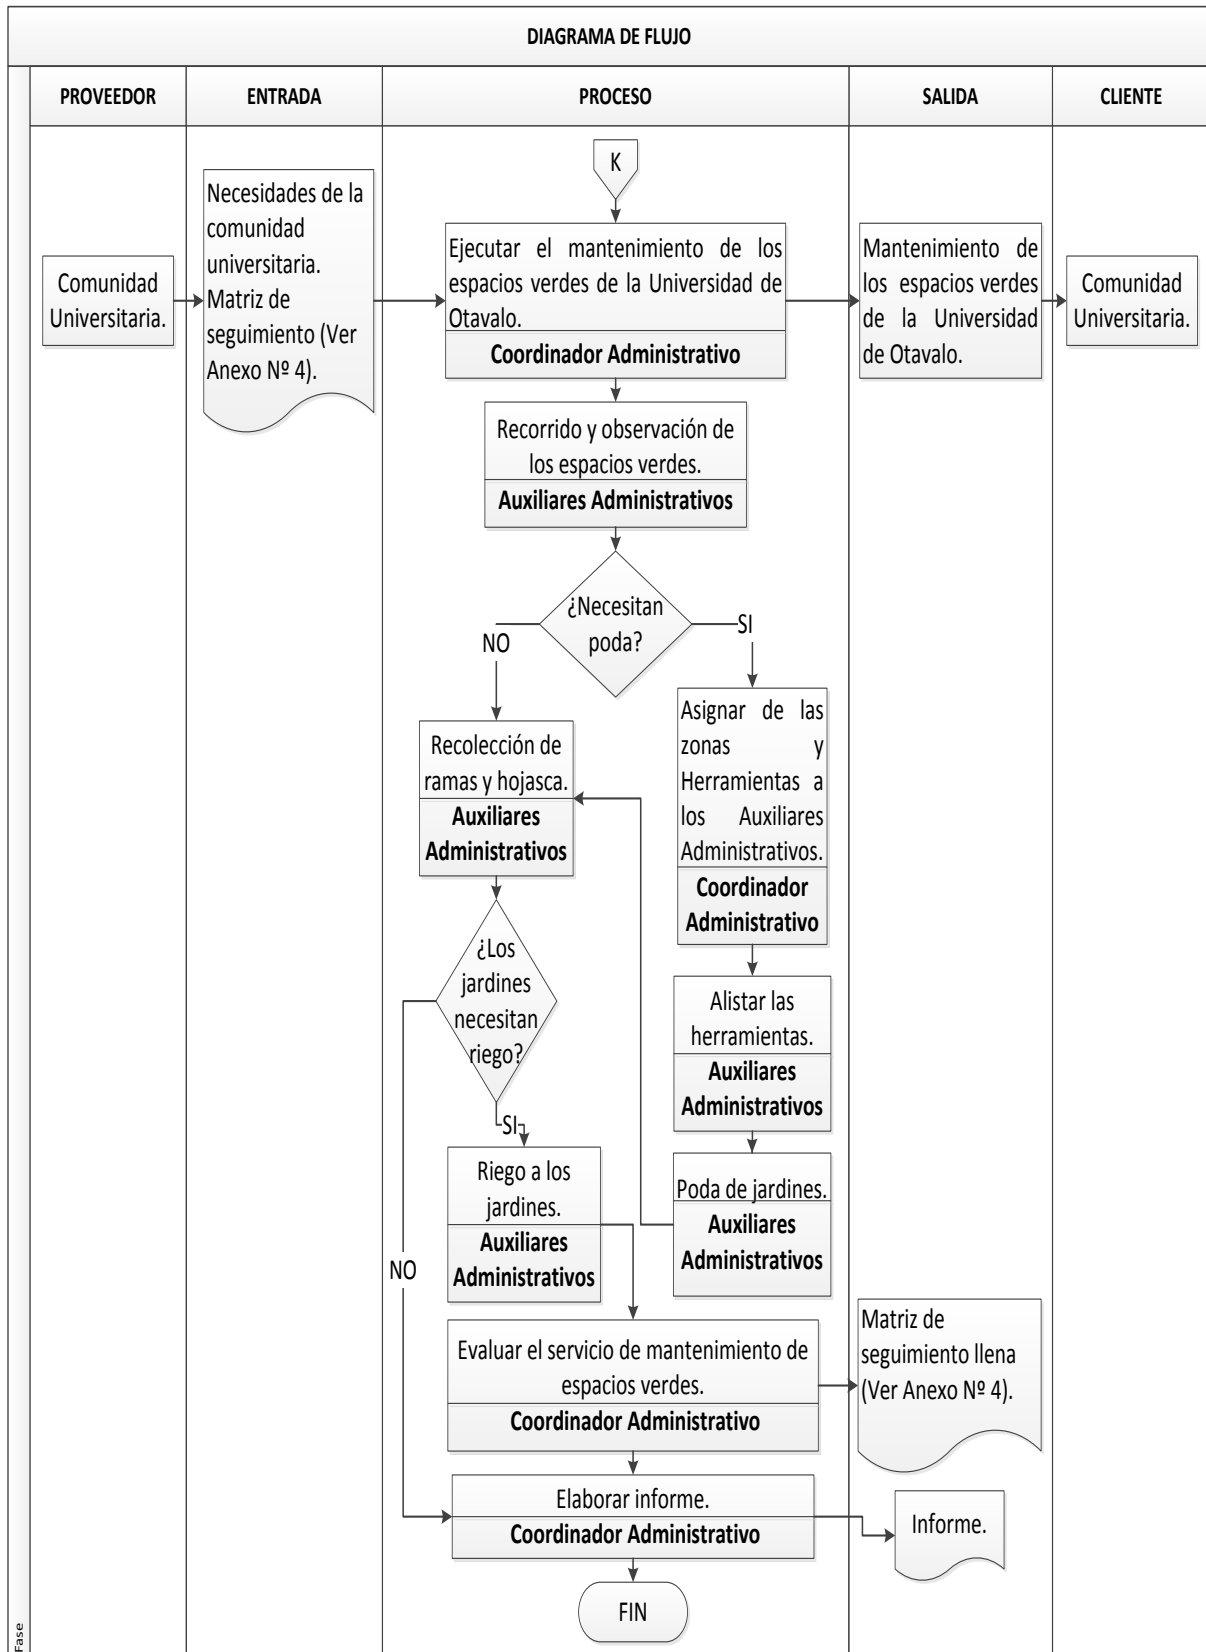 DIAGRAMA DE FLUJO
PROVEEDOR
ENTRADA
PROCESO
SALIDA
CLIENTE
K
Comunidad
Universitaria.
Necesidades de la
comunidad
universitaria.
Matriz de
seguimiento (Ver
Anexo Nº 4).
Ejecutar el mantenimiento de los
espacios verdes de la Universidad de
Otavalo.
Coordinador Administrativo
Mantenimiento de
los espacios verdes
de la Universidad
de Otavalo.
Comunidad
Universitaria.
Recorrido y observación de
los espacios verdes.
Auxiliares Administrativos
¿Necesitan
poda?
NO
SI
Recolección de
ramas y hojasca.
Auxiliares
Administrativos
Asignar de las
zonas y
Herramientas a
los Auxiliares
Administrativos.
Coordinador
Administrativo
¿Los
jardines
necesitan
riego?
Alistar las
herramientas.
Auxiliares
Administrativos
SI
NO
Riego a los
jardines.
Auxiliares
Administrativos
Poda de jardines.
Auxiliares
Administrativos
Evaluar el servicio de mantenimiento de
espacios verdes.
Coordinador Administrativo
Matriz de
seguimiento llena
(Ver Anexo Nº 4).
Elaborar informe.
Coordinador Administrativo
Informe.
FIN
Fase